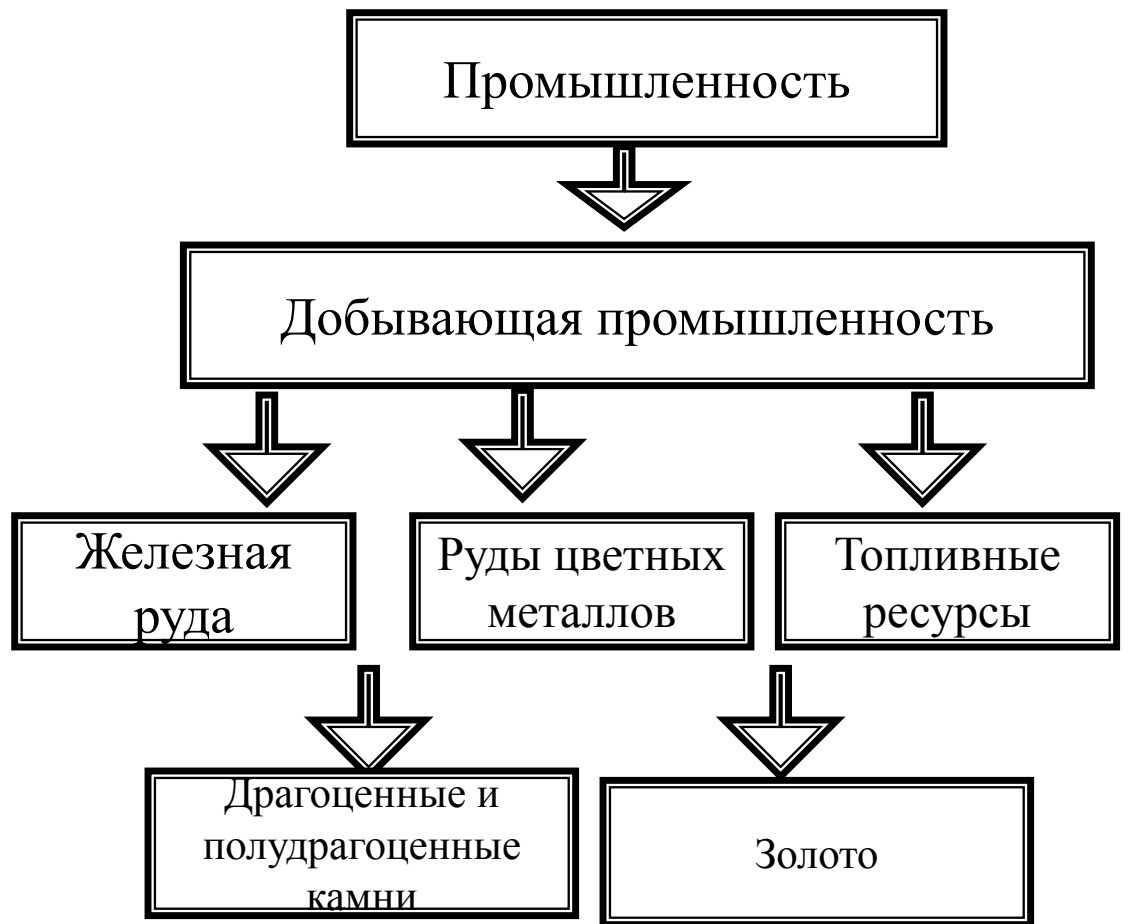 Промышленность
Добывающая промышленность
Железная
руда
Руды цветных
металлов
Топливные
ресурсы
Драгоценные и
полудрагоценные
камни
Золото